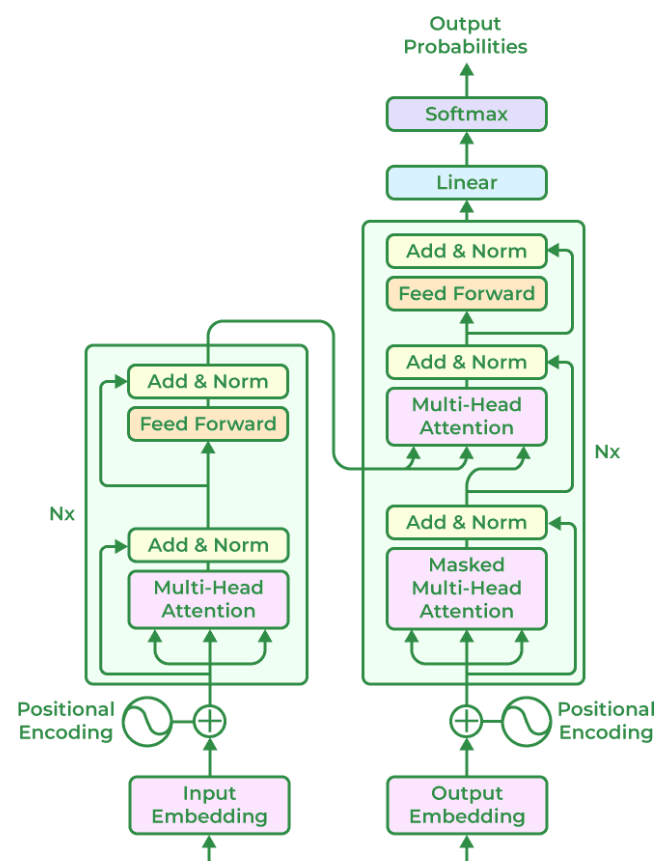 Output
Probabilities
Softmax
Linear
Add & Norm
Feed Forward
Add & Norm
Multi-Head
Attention
Add & Norm
Masked
Multi-Head
Attention
Nx
Positional
Encoding
Output
Embedding
Add & Norm
Feed Forward
Add & Norm
Multi-Head
Attention
Nx
Positional
Encoding
Input
Embedding